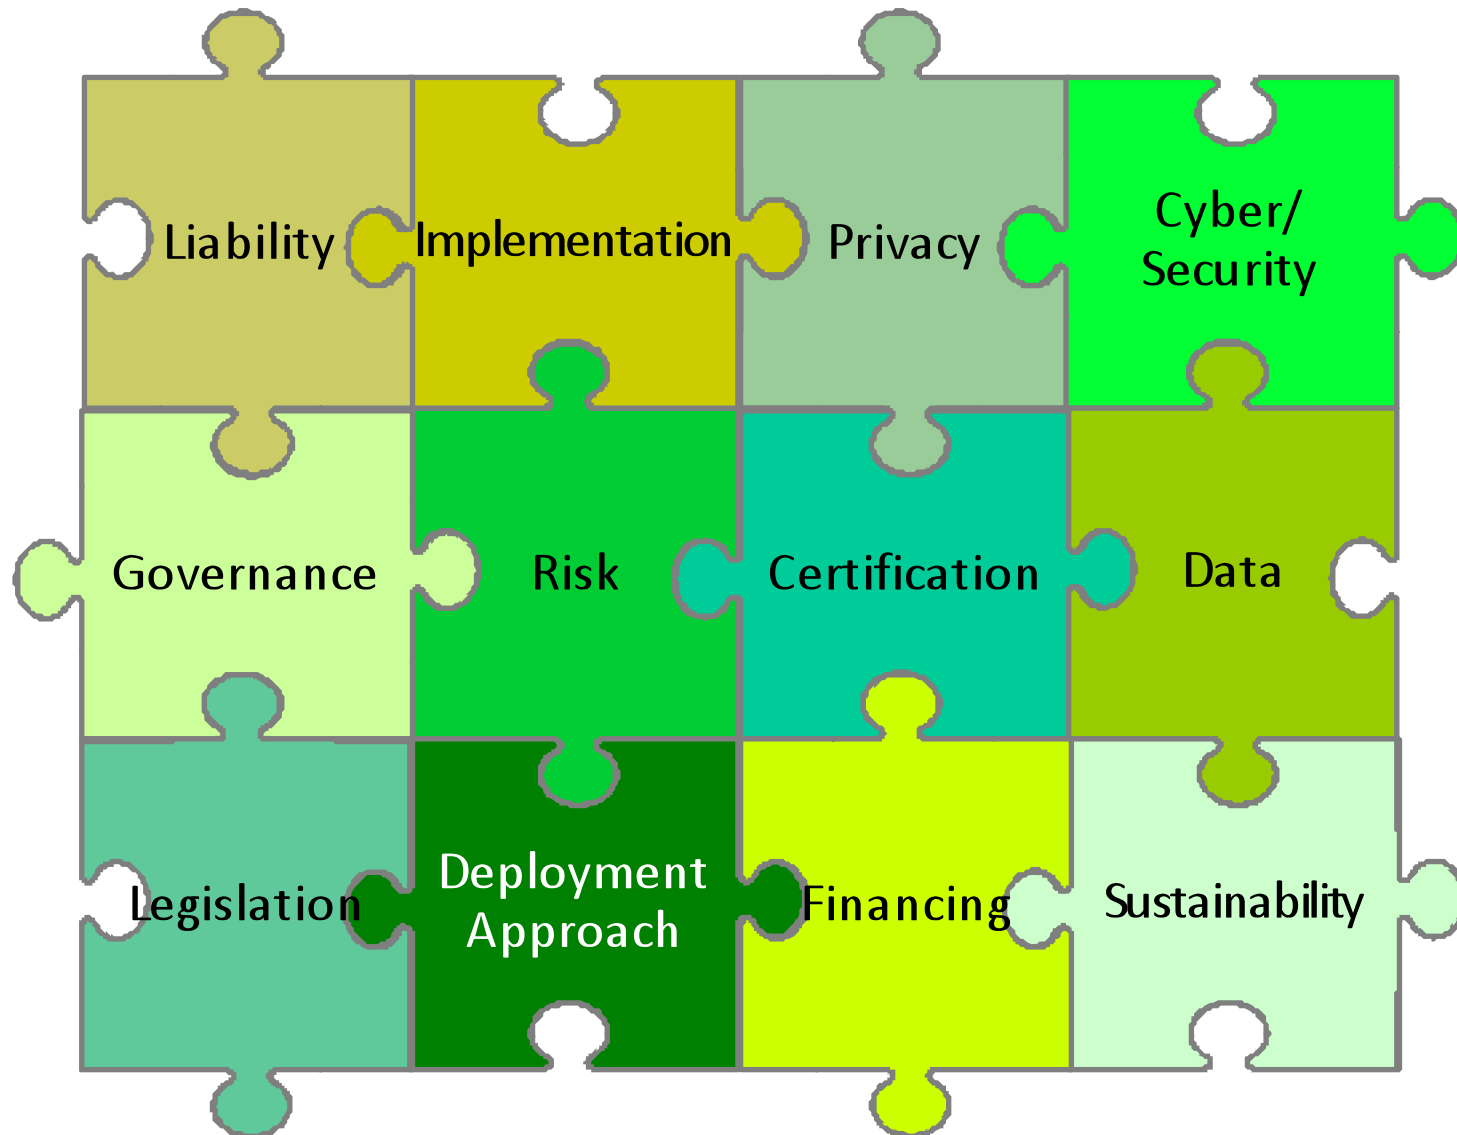 Liability
Implementation
Privacy
Cyber/
Security
Governance
Risk
Certification
Data
Legislation
Deployment
Approach
Financing
Sustainability